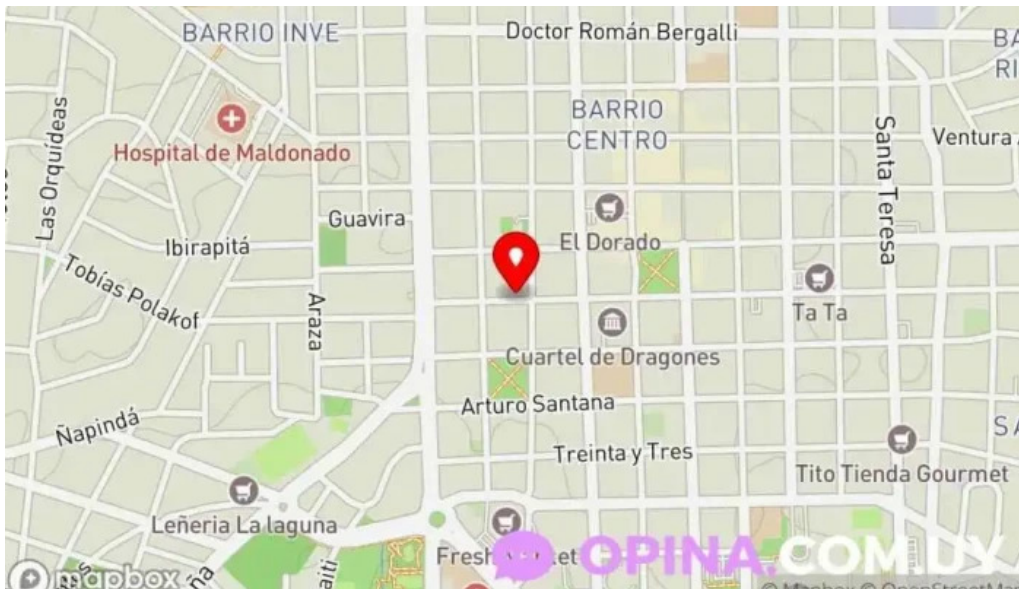 BARRIO INVE
Doctor Román Bergalli
BARRIO
CENTRO
Las Orquídeas
Hospital de Maldonado
Santa Teresa
Ventura
Guavira
Ibirapitá
El Dorado
Tobías Polakof
Araza
Ta Ta
Cuartel de Dragones
Arturo Santana
Ñapindá
Treinta y Tres
Tito Tienda Gourmet
Leñeria La laguna
OPINA.COM.UY
mapbox
© Mapbox © OpenStreetMap